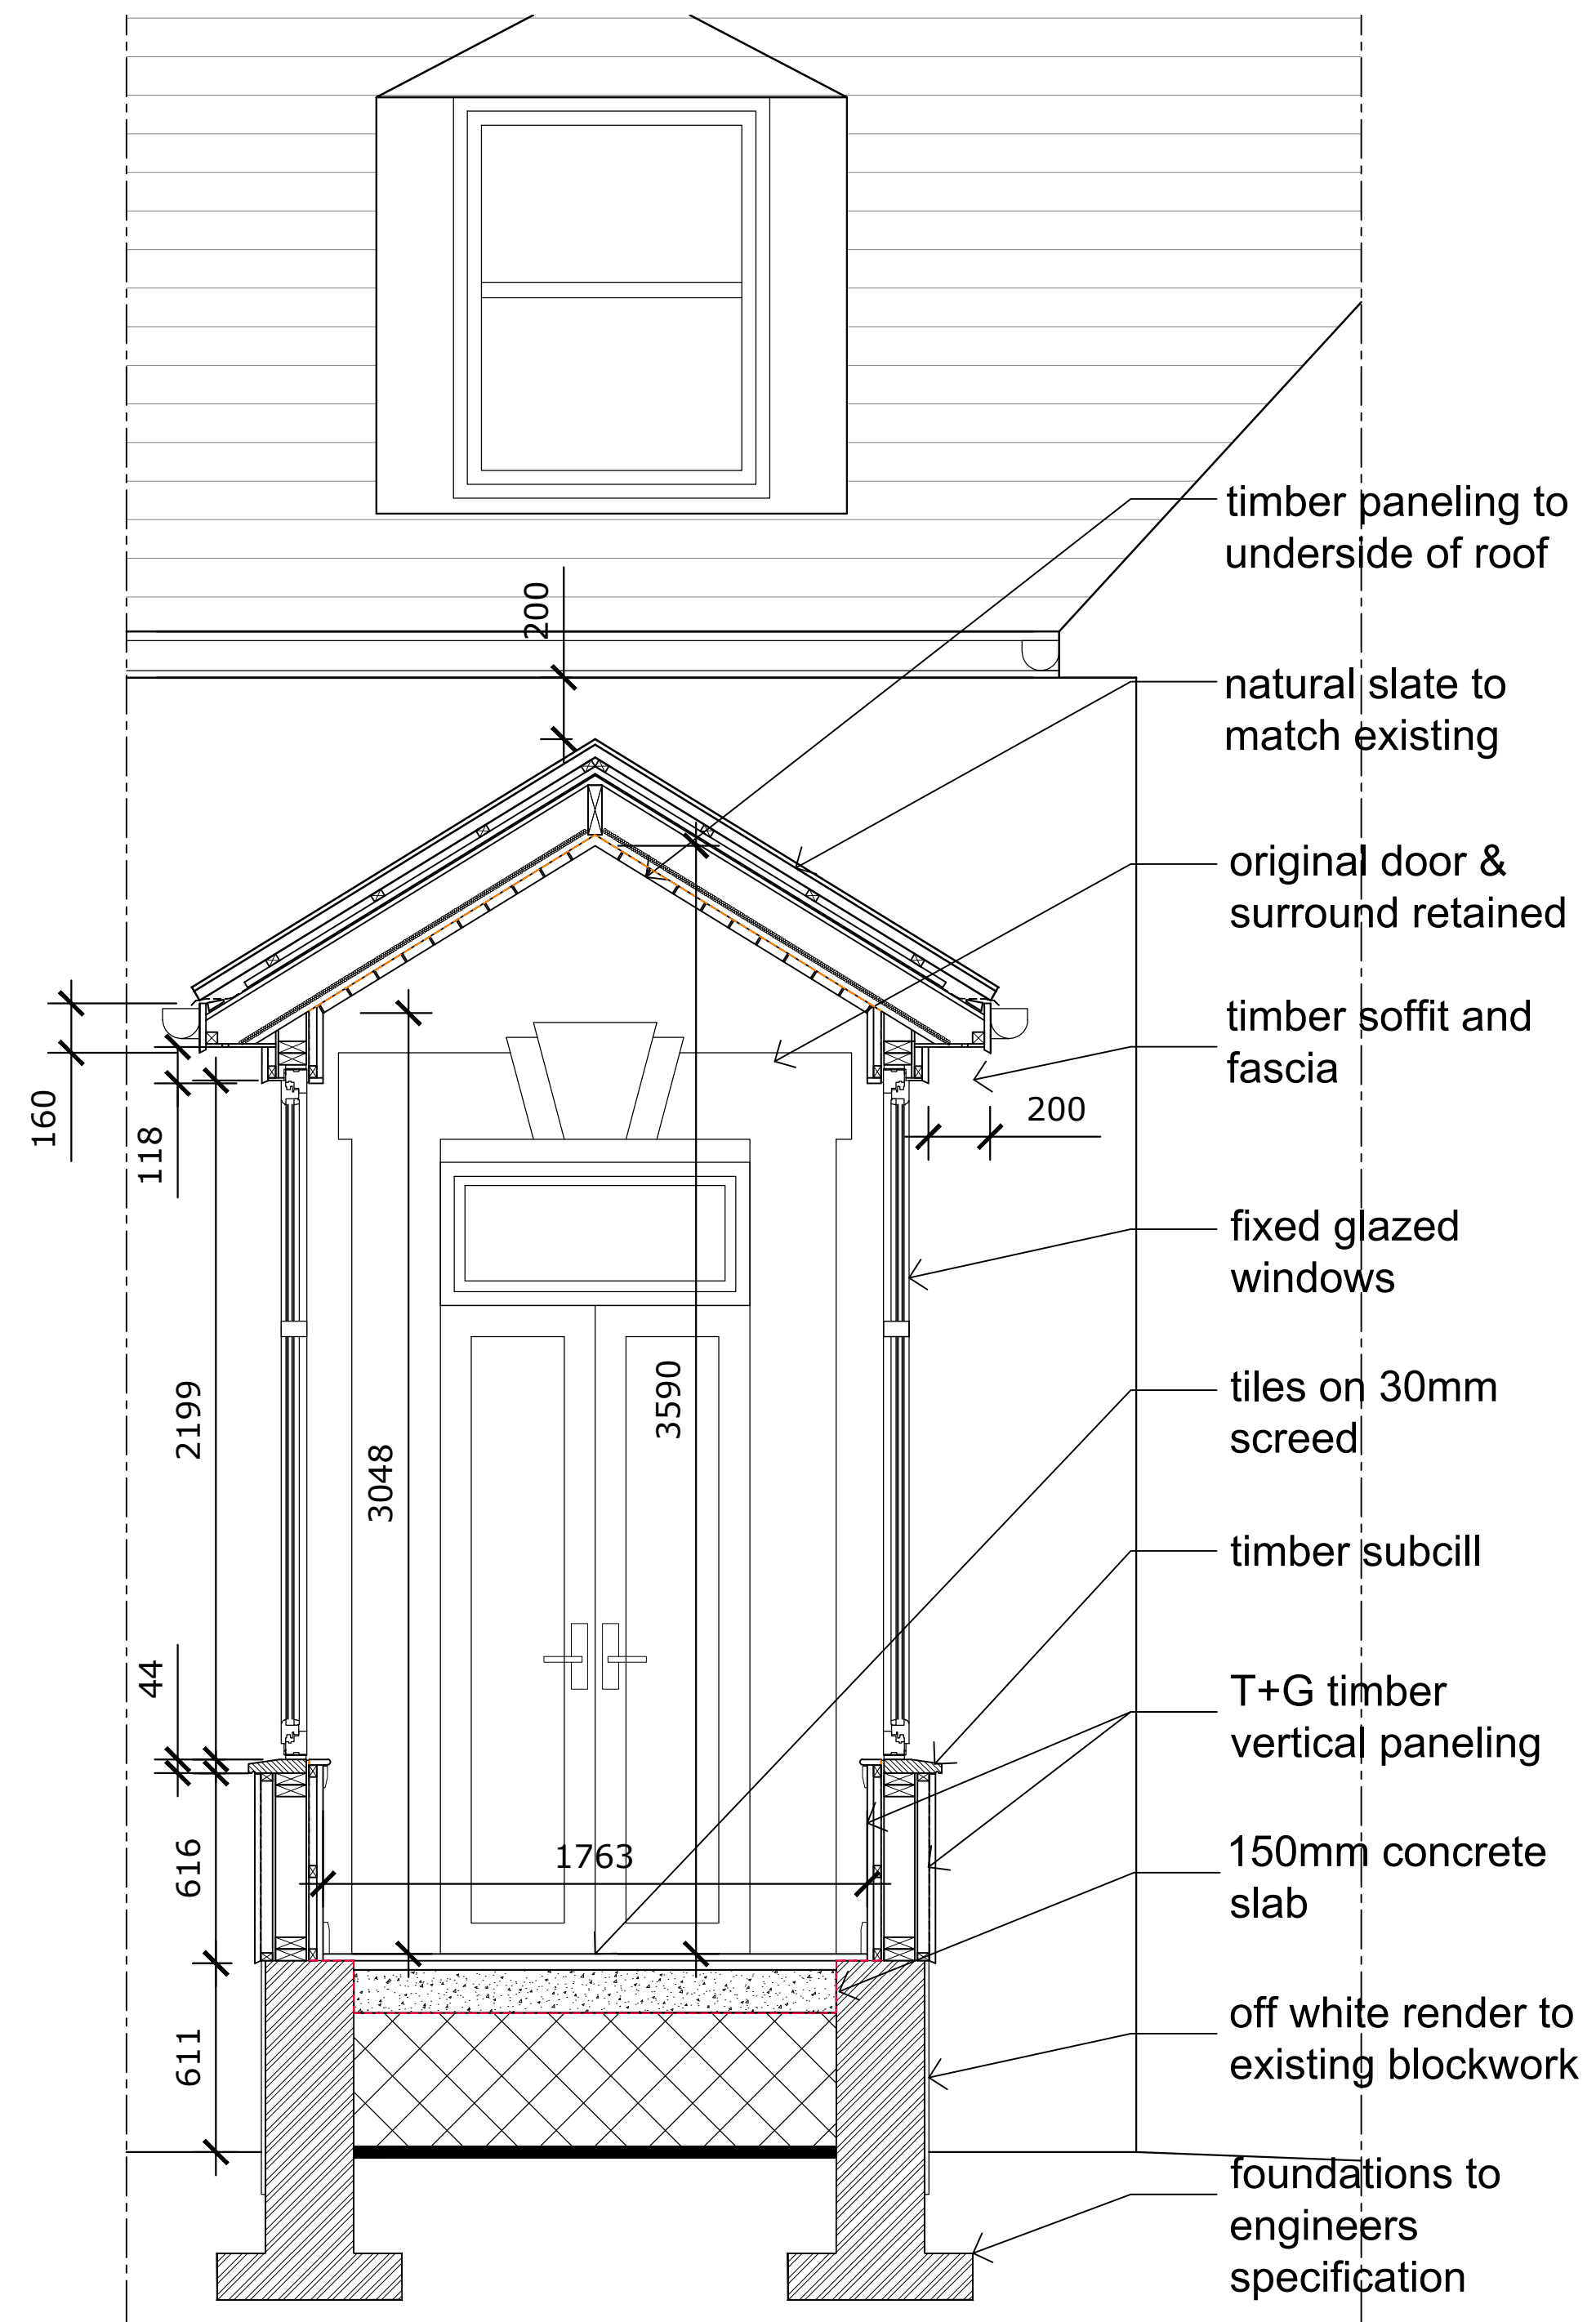 timber paneling to
underside of roof
200
natural slate to
match existing
original door &
surround retained
timber soffit and
fascia
160
118
200
fixed glazed
windows
2199
3048
3590
tiles on 30mm
screed
timber subcill
44
T+G timber
vertical paneling
616
1763
150mm concrete
slab
611
off white render to
existing blockwork
foundations to
engineers
specification